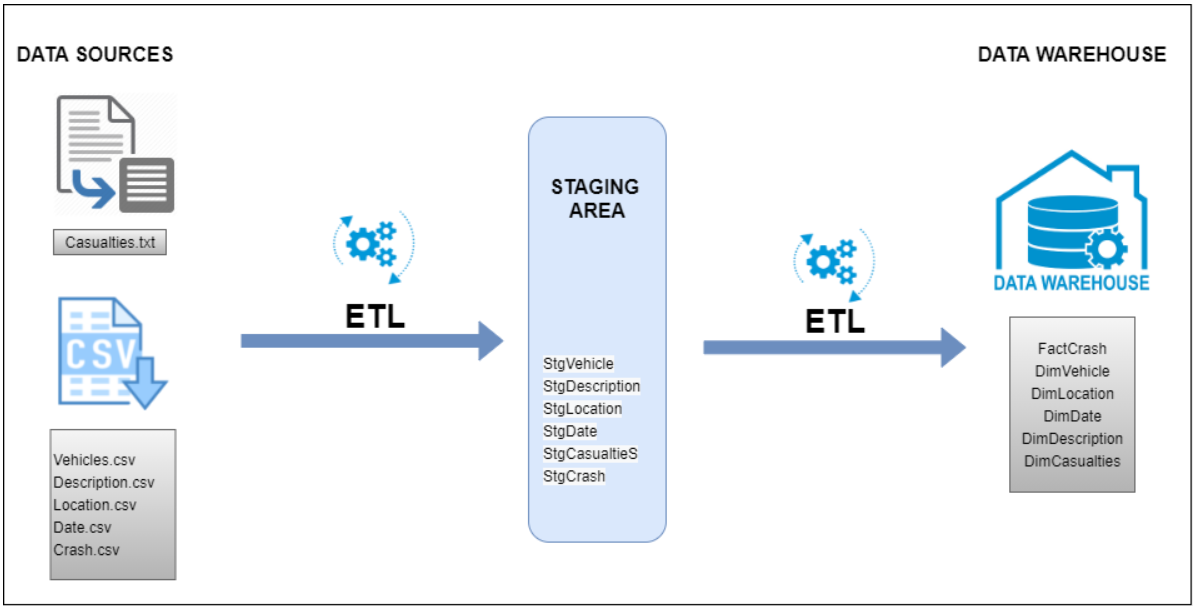 DATA SOURCES
Casualties.txt
CSV
Vehicles.csv
Description.csv
Location.csv
Date.csv
Crash.csv
ETL
STAGING
AREA
StgVehicle
StgDescription
StgLocation
StgDate
StgCasualtieS
StgCrash
ETL
DATA WAREHOUSE
DATA WAREHOUSE
FactCrash
DimVehicle
DimLocation
DimDate
DimDescription
DimCasualties